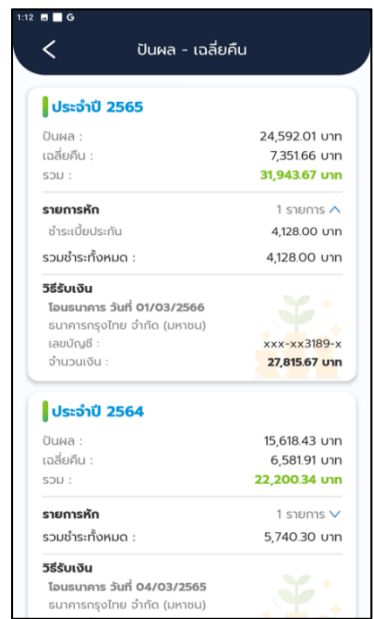 1:12 G
ปันผล - เฉลี่ยคืน
ประจำปี 2565
ปันผล : 24,592.01 บาท
เฉลี่ยคืน : 7,351.66 บาท
รวม : 31,943.67 บาท
รายการหัก 1 รายการ
ชำระเบี้ยประกัน 4,128.00 บาท
รวมชำระทั้งหมด : 4,128.00 บาท
วิธีรับเงิน
โอนธนาคาร วันที่ 01/03/2566
ธนาคารกรุงไทย จำกัด (มหาชน)
เลขบัญชี : xxx-xx3189-x
จำนวนเงิน : 27,815.67 บาท
ประจำปี 2564
ปันผล : 15,618.43 บาท
เฉลี่ยคืน : 6,581.91 บาท
รวม : 22,200.34 บาท
รายการหัก 1 รายการ
รวมชำระทั้งหมด : 5,740.30 บาท
วิธีรับเงิน
โอนธนาคาร วันที่ 04/03/2565
ธนาคารกรุงไทย จำกัด (มหาชน)